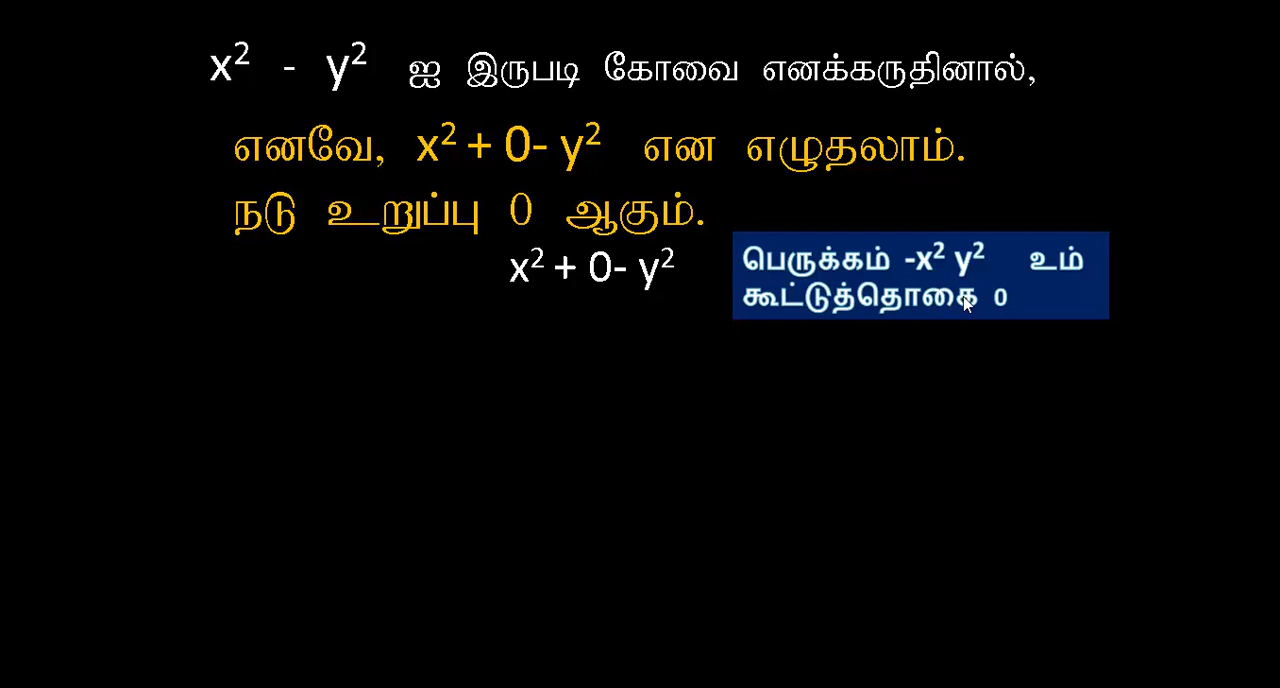 x² - y² ஐ இருபடி கோவை எனக்கருதினால்,
எனவே, x² + 0- y² என எழுதலாம்.
நடு உறுப்பு 0 ஆகும்.
x² + 0- y²
பெருக்கம் -x² y² உம்
கூட்டுத்தொகை 0